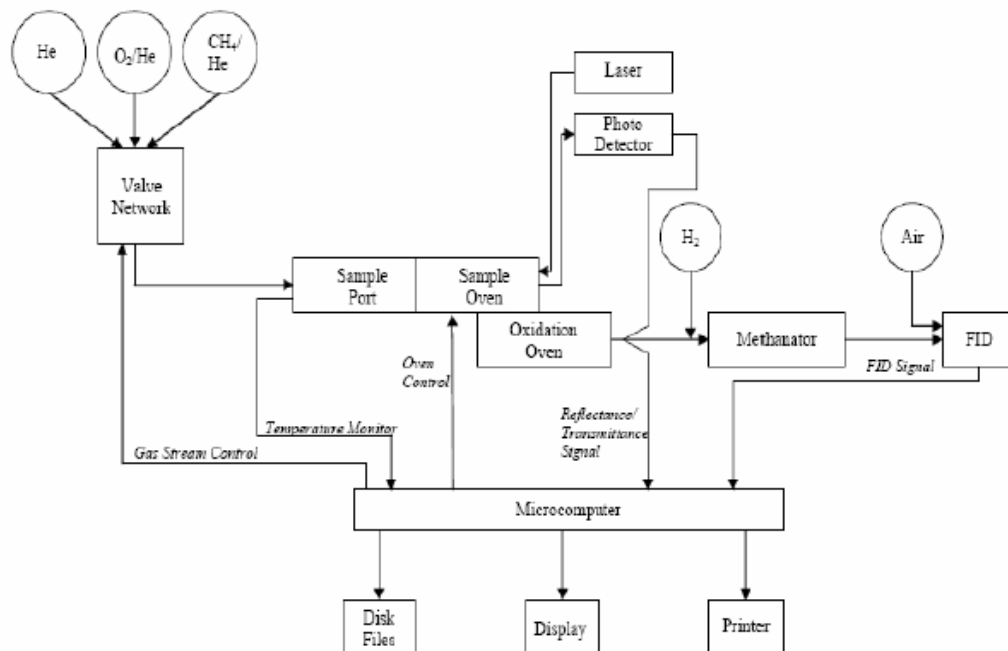 He
O2/He
CH4/
He
Laser
Photo
Detector
Valve
Network
H2
Air
Sample
Port
Sample
Oven
Oxidation
Oven
Methanator
FID
Oven
Control
FID Signal
Reflectance/
Transmittance
Signal
Temperature Monitor
Gas Stream Control
Microcomputer
Disk
Files
Display
Printer